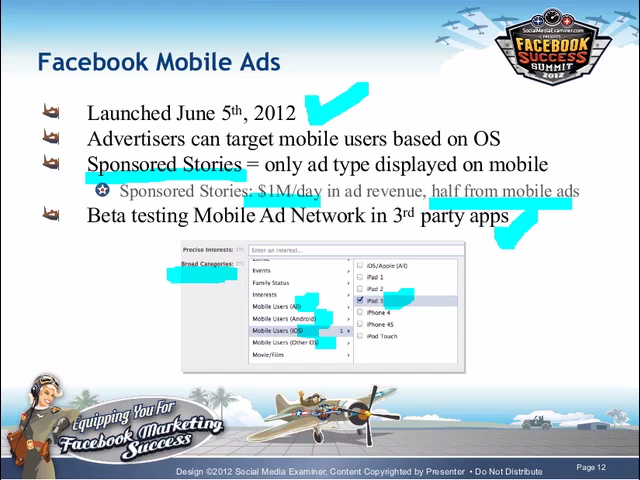 SocialMediaExaminer.com
PRESENTS
FACEBOOK
SUCCESS
SUMMIT
2012
Facebook Mobile Ads
Launched June 5th, 2012
Advertisers can target mobile users based on OS
Sponsored Stories = only ad type displayed on mobile
Sponsored Stories: $1M/day in ad revenue, half from mobile ads
Beta testing Mobile Ad Network in 3rd party apps
Precise Interests: [?]
Enter an interest...
Broad Categories: [?]
Events
Family Status
Interests
Mobile Users (All)
Mobile Users (Android)
Mobile Users (iOS) 1
Mobile Users (Other OS)
Movie/Film
iOS/Apple (All)
iPad 1
iPad 2
iPad 3
iPhone 4
iPhone 4S
iPod Touch
Equipping You For
Facebook Marketing
Success
Design ©2012 Social Media Examiner, Content Copyrighted by Presenter • Do Not Distribute
Page 12